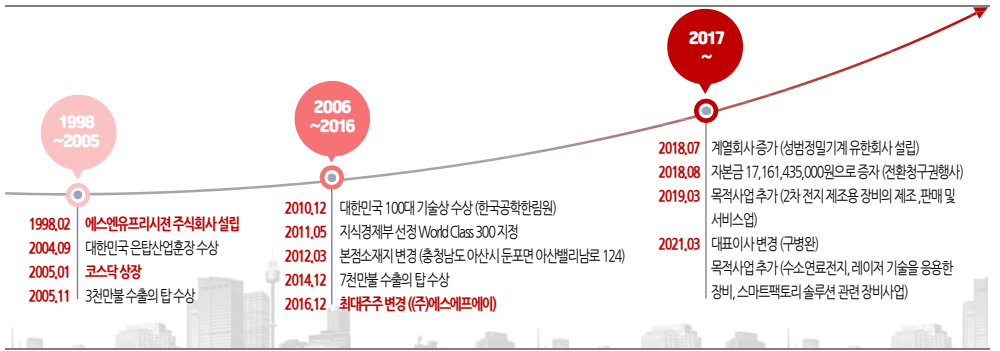 1998
~2005
1998.02 에스엔유프리시젼 주식회사 설립
2004.09 대한민국 은탑산업훈장 수상
2005.01 코스닥 상장
2005.11 3천만불 수출의 탑 수상
2006
~2016
2010.12 대한민국 100대 기술상 수상 (한국공학한림원)
2011.05 지식경제부 선정 World Class 300 지정
2012.03 본점소재지 변경 (충청남도 아산시 둔포면 아산밸리남로 124)
2014.12 7천만불 수출의 탑 수상
2016.12 최대주주 변경 ((주)에스에프에이)
2017
~
2018.07 계열회사 증가 (성범정밀기계 유한회사 설립)
2018.08 자본금 17,161,435,000원으로 증자 (전환청구권행사)
2019.03 목적사업 추가 (2차 전지 제조용 장비의 제조 ,판매 및
서비스업)
2021.03 대표이사 변경 (구병완)
목적사업 추가 (수소연료전지, 레이저 기술을 응용한
장비, 스마트팩토리 솔루션 관련 장비사업)